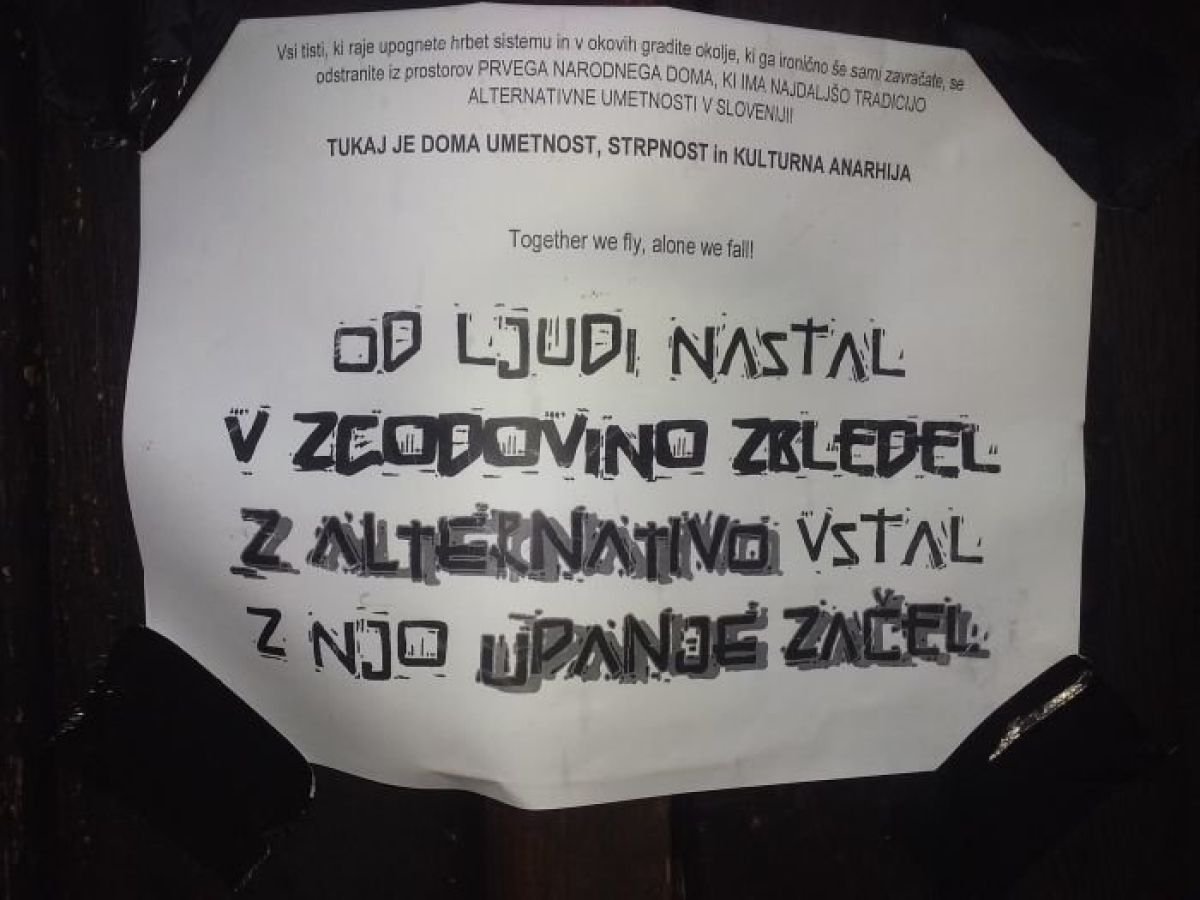 Vsi tisti, ki raje upognete hrbet sistemu in v okovih gradite okolje, ki ga ironično še sami zavračate, se
odstranite iz prostorov PRVEGA NARODNEGA DOMA, KI IMA NAJDALJŠO TRADICIJO
ALTERNATIVNE UMETNOSTI V SLOVENIJI!
TUKAJ JE DOMA UMETNOST, STRPNOST in KULTURNA ANARHIJA
Together we fly, alone we fall!
OD LJUDI NASTAL
V ZGODOVINO ZBLEDEL
Z ALTERNATIVO VSTAL
Z NJO UPANJE ZAČEL